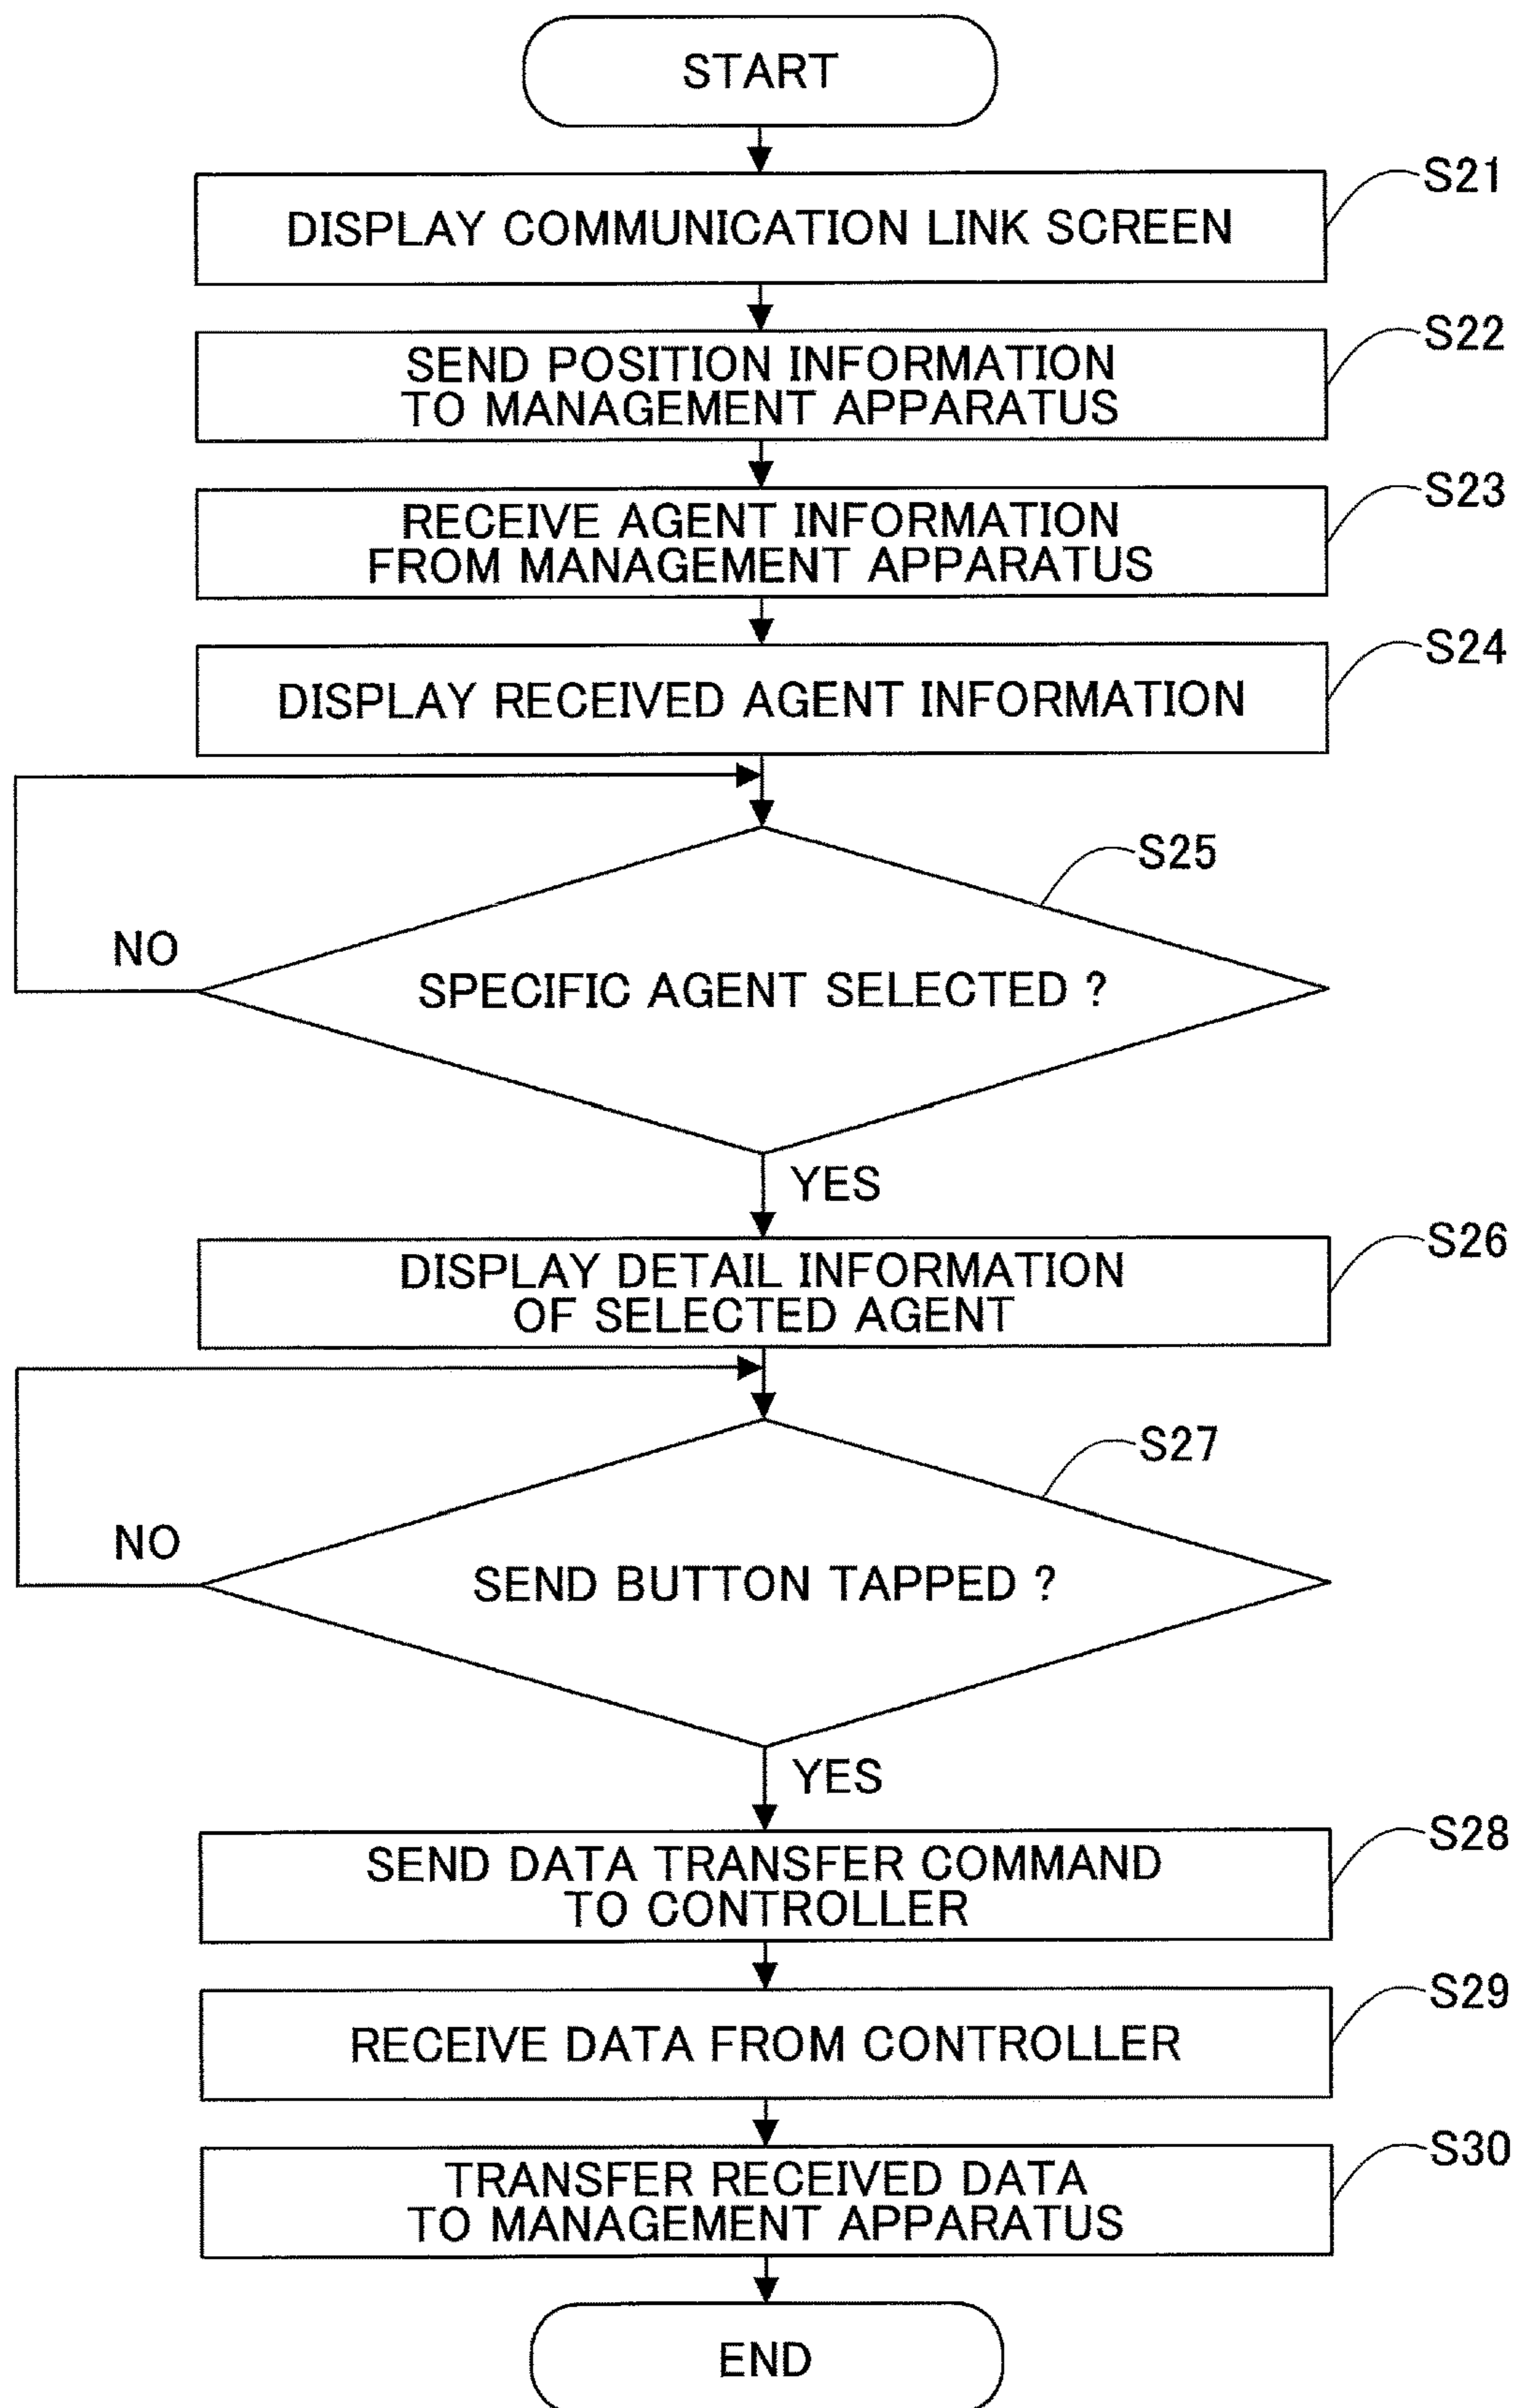 START
S21
DISPLAY COMMUNICATION LINK SCREEN
S22
SEND POSITION INFORMATION
TO MANAGEMENT APPARATUS
S23
RECEIVE AGENT INFORMATION
FROM MANAGEMENT APPARATUS
S24
DISPLAY RECEIVED AGENT INFORMATION
S25
NO
SPECIFIC AGENT SELECTED ?
YES
S26
DISPLAY DETAIL INFORMATION
OF SELECTED AGENT
S27
NO
SEND BUTTON TAPPED ?
YES
S28
SEND DATA TRANSFER COMMAND
TO CONTROLLER
S29
RECEIVE DATA FROM CONTROLLER
S30
TRANSFER RECEIVED DATA
TO MANAGEMENT APPARATUS
END